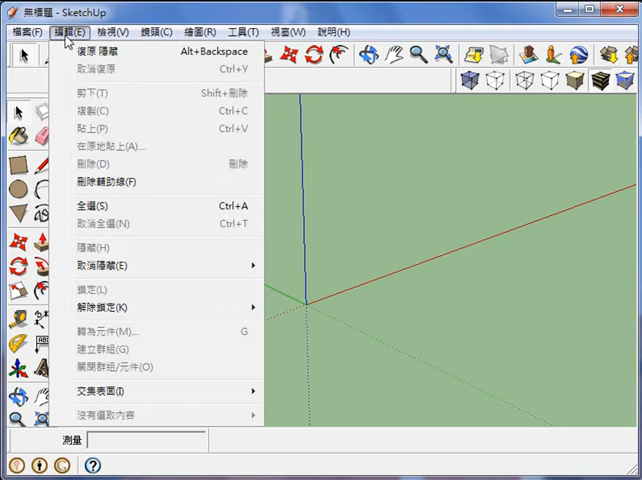 無標題 - SketchUp
檔案(F) 編輯(E) 檢視(V) 鏡頭(C) 繪圖(R) 工具(T) 視窗(W) 說明(H)
復原 隱藏 Alt+Backspace
取消復原 Ctrl+Y
剪下(T) Shift+刪除
複製(C) Ctrl+C
貼上(P) Ctrl+V
在原地貼上(A)...
刪除(D) 刪除
刪除輔助線(F)
全選(S) Ctrl+A
取消全選(N) Ctrl+T
隱藏(H)
取消隱藏(E)
鎖定(L)
解除鎖定(K)
轉為元件(M)... G
建立群組(G)
關閉群組/元件(O)
交集表面(I)
沒有選取內容
測量